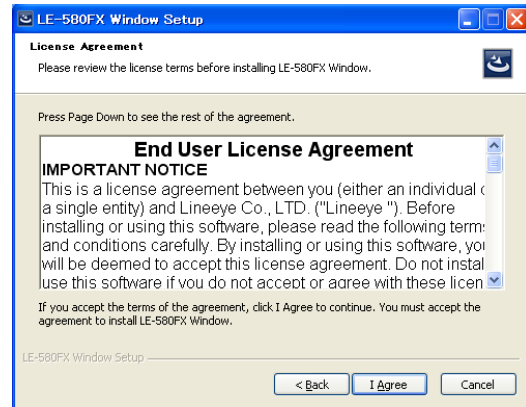 LE-580FX Window Setup
License Agreement
Please review the license terms before installing LE-580FX Window.
Press Page Down to see the rest of the agreement.
End User License Agreement
IMPORTANT NOTICE
This is a license agreement between you (either an individual
a single entity) and Lineeye Co., LTD. ("Lineeye "). Before
installing or using this software, please read the following
and conditions carefully. By installing or using this software,
will be deemed to accept this license agreement. Do not
use this software if you do not accept or agree with these
If you accept the terms of the agreement, click I Agree to continue. You must accept the
agreement to install LE-580FX Window.
LE-580FX Window Setup
< Back
I Agree
Cancel